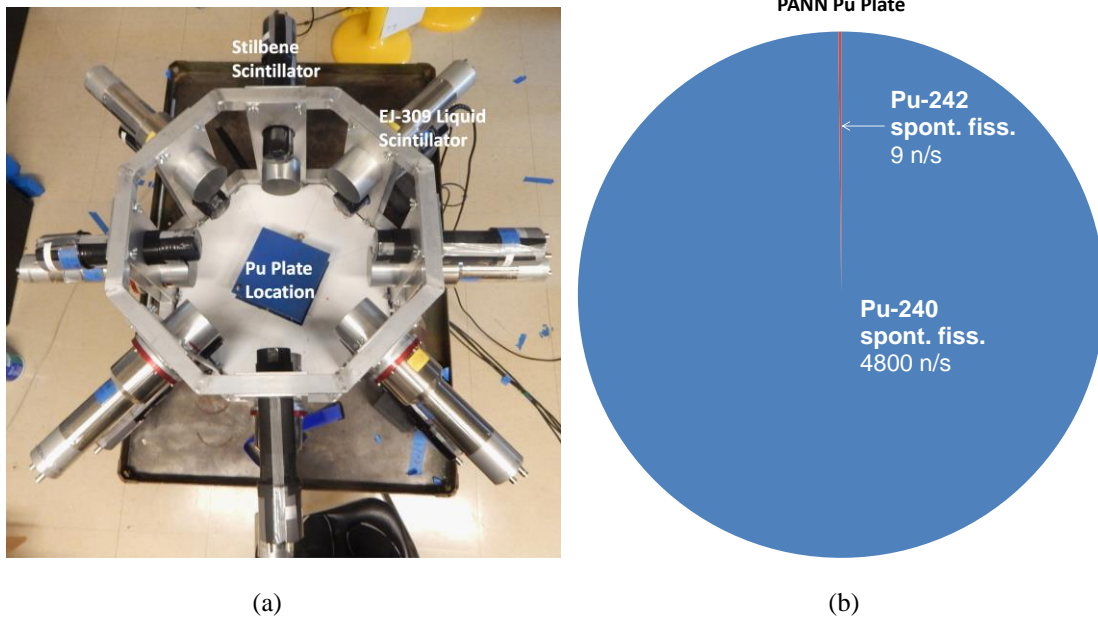 Stilbene
Scintillator
EJ-309 Liquid
Scintillator
Pu Plate
Location
(a)
PANN Pu Plate
Pu-242
spont. fiss.
9 n/s
Pu-240
spont. fiss.
4800 n/s
(b)